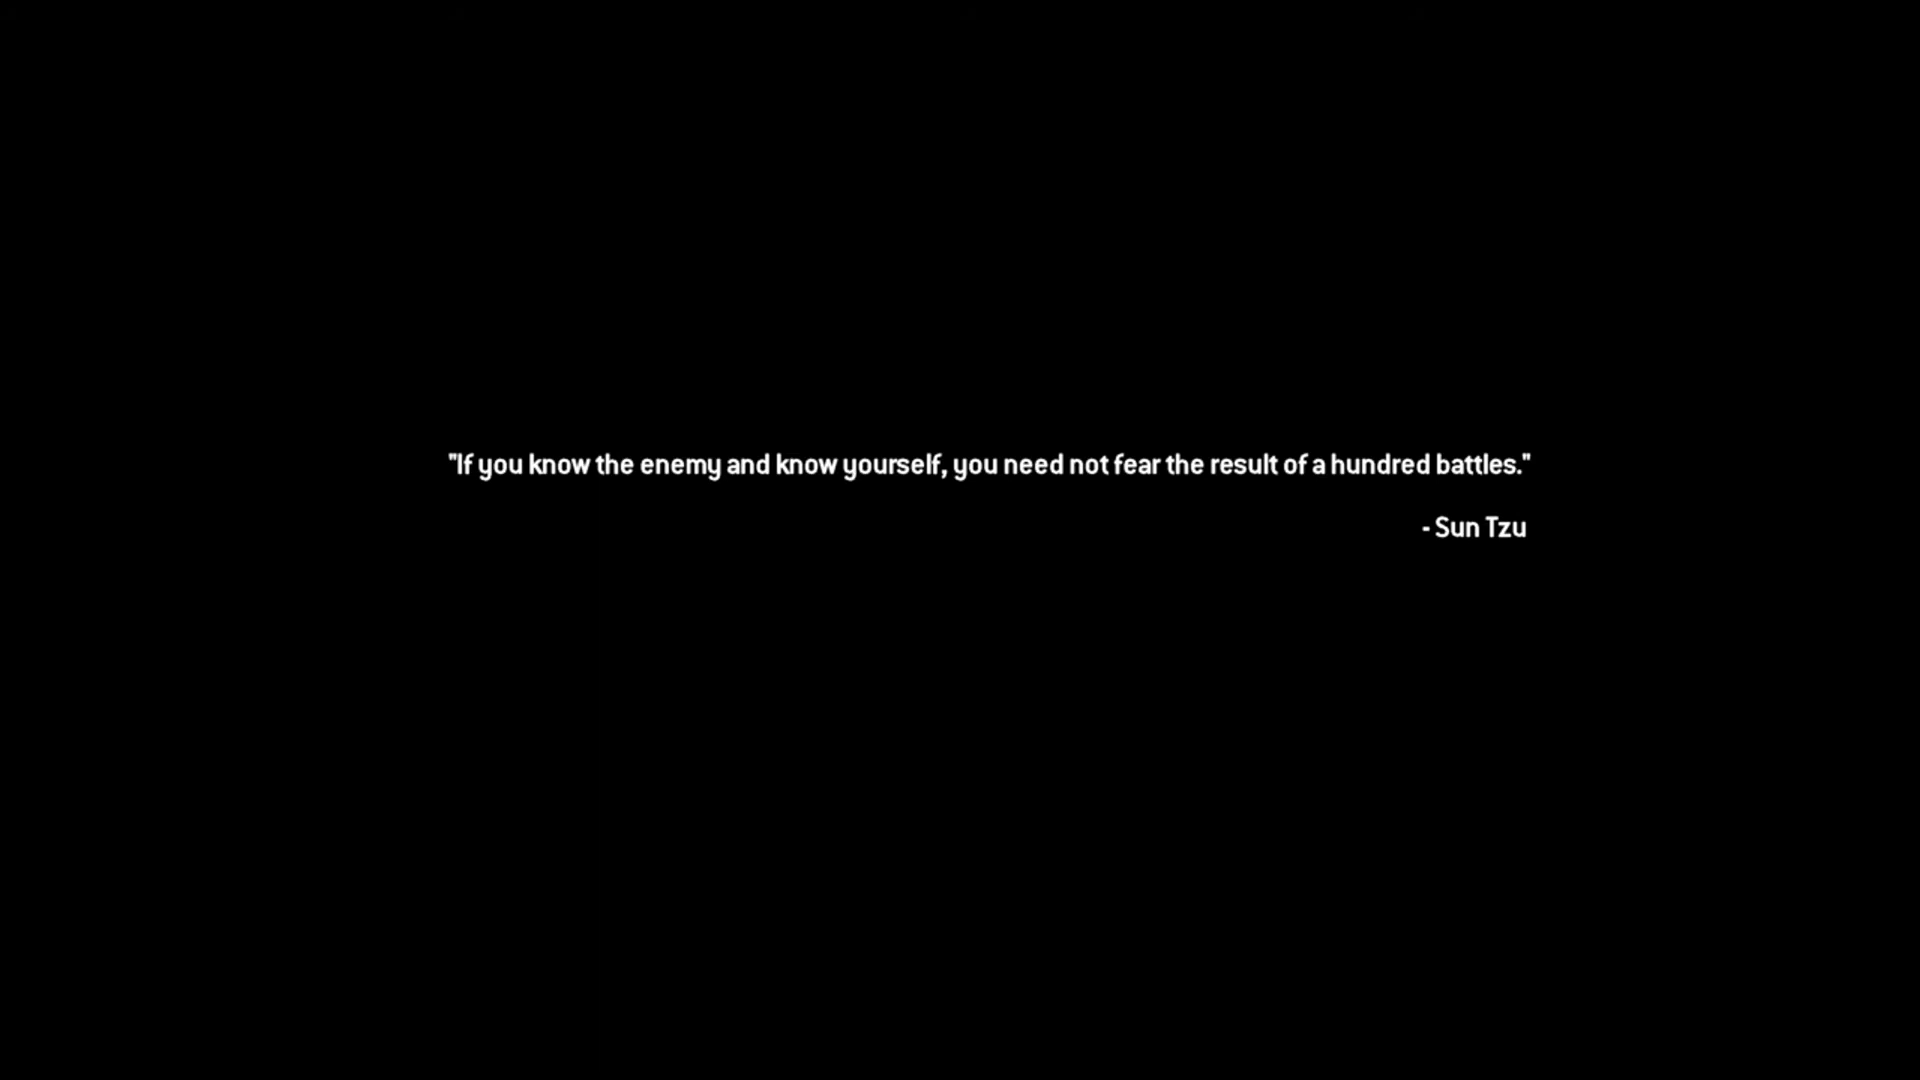 "If you know the enemy and know yourself, you need not fear the result of a hundred battles."
- Sun Tzu